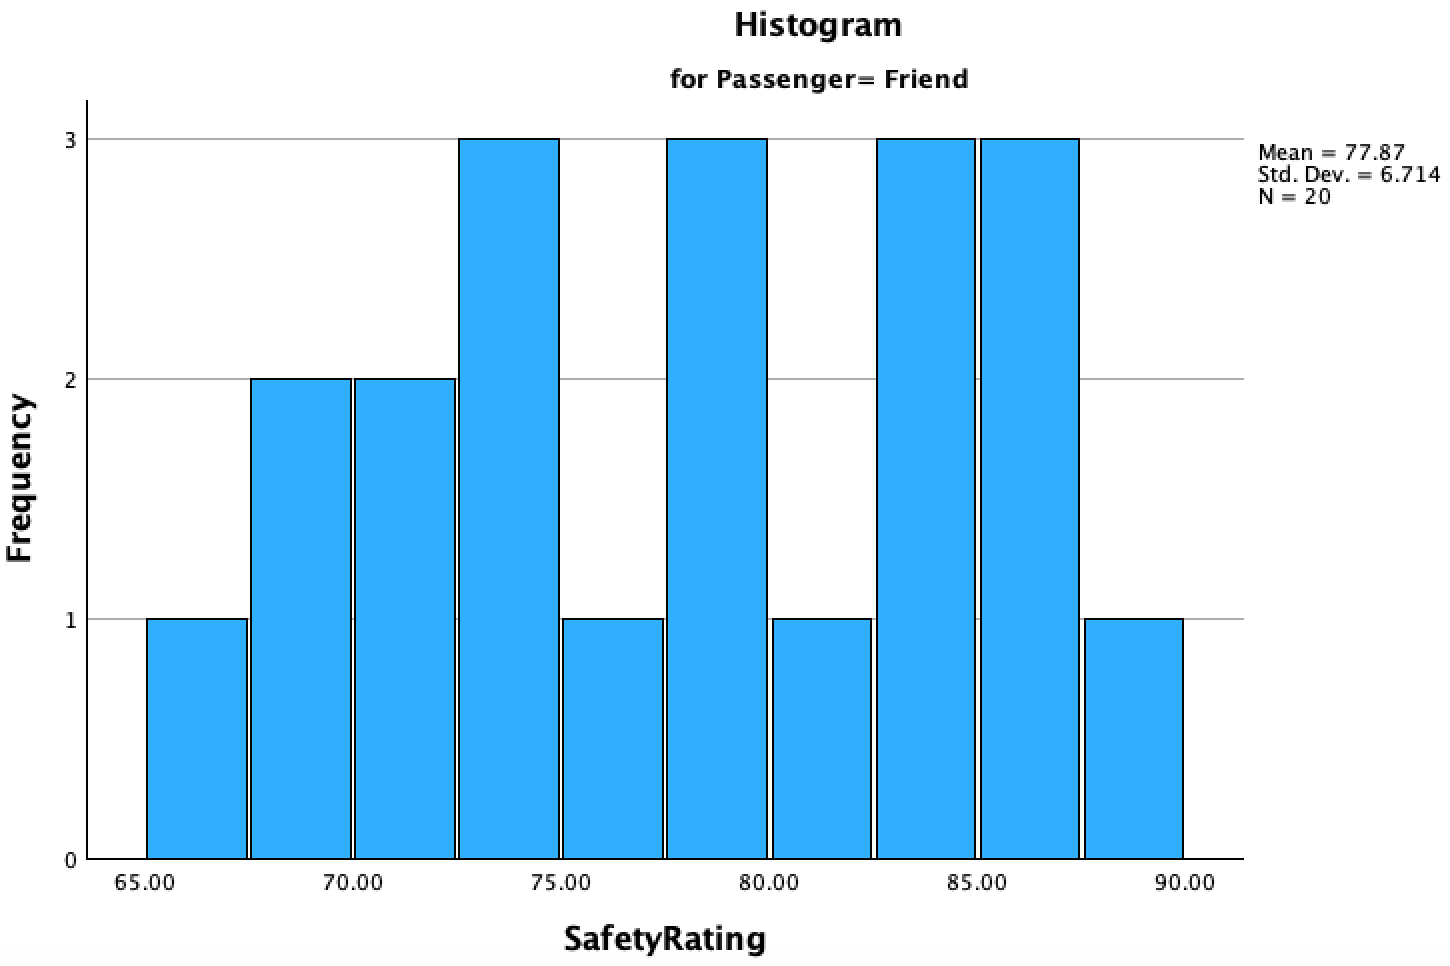 Histogram
for Passenger= Friend
Mean = 77.87
Std. Dev. = 6.714
N = 20
Frequency
3
2
1
0
65.00 70.00 75.00 80.00 85.00 90.00
SafetyRating